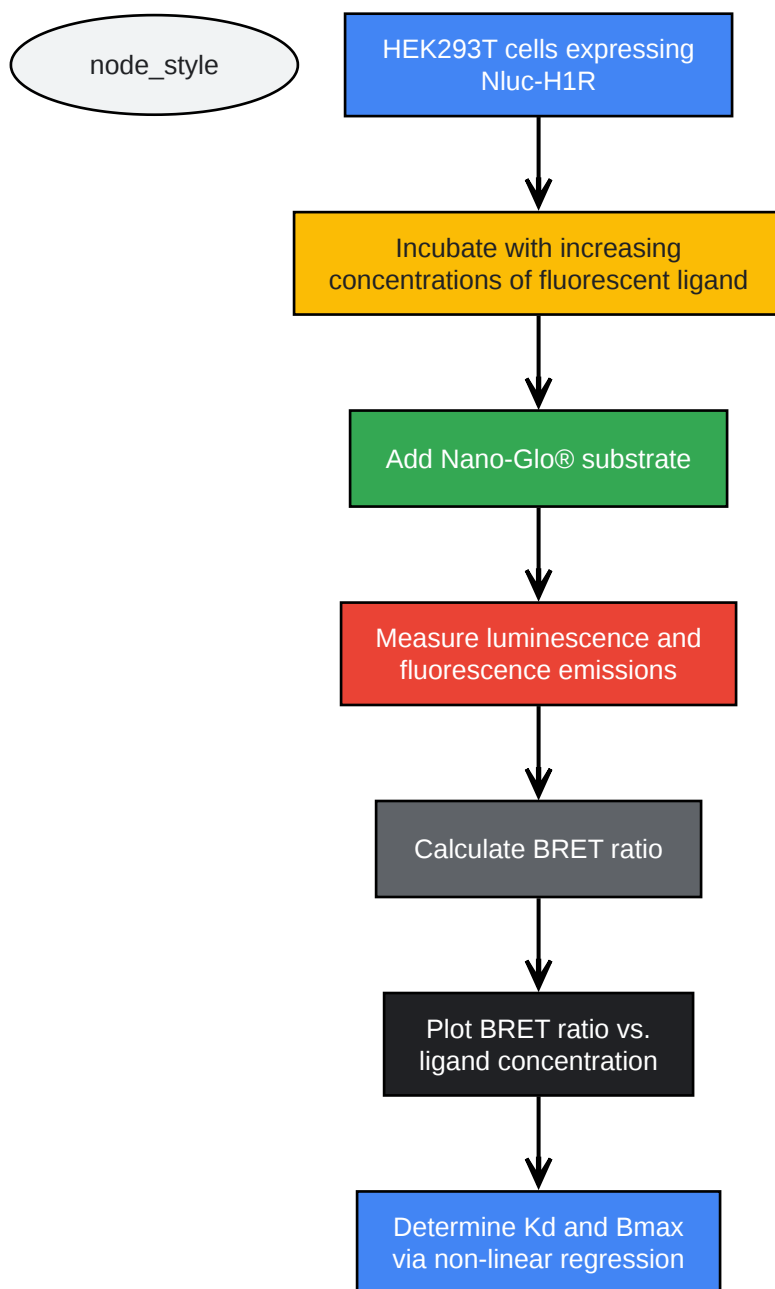 node_style
HEK293T cells expressing
Nluc-H1R
Incubate with increasing
concentrations of fluorescent ligand
Add Nano-Glo® substrate
Measure luminescence and
fluorescence emissions
Calculate BRET ratio
Plot BRET ratio vs.
ligand concentration
Determine Kd and Bmax
via non-linear regression